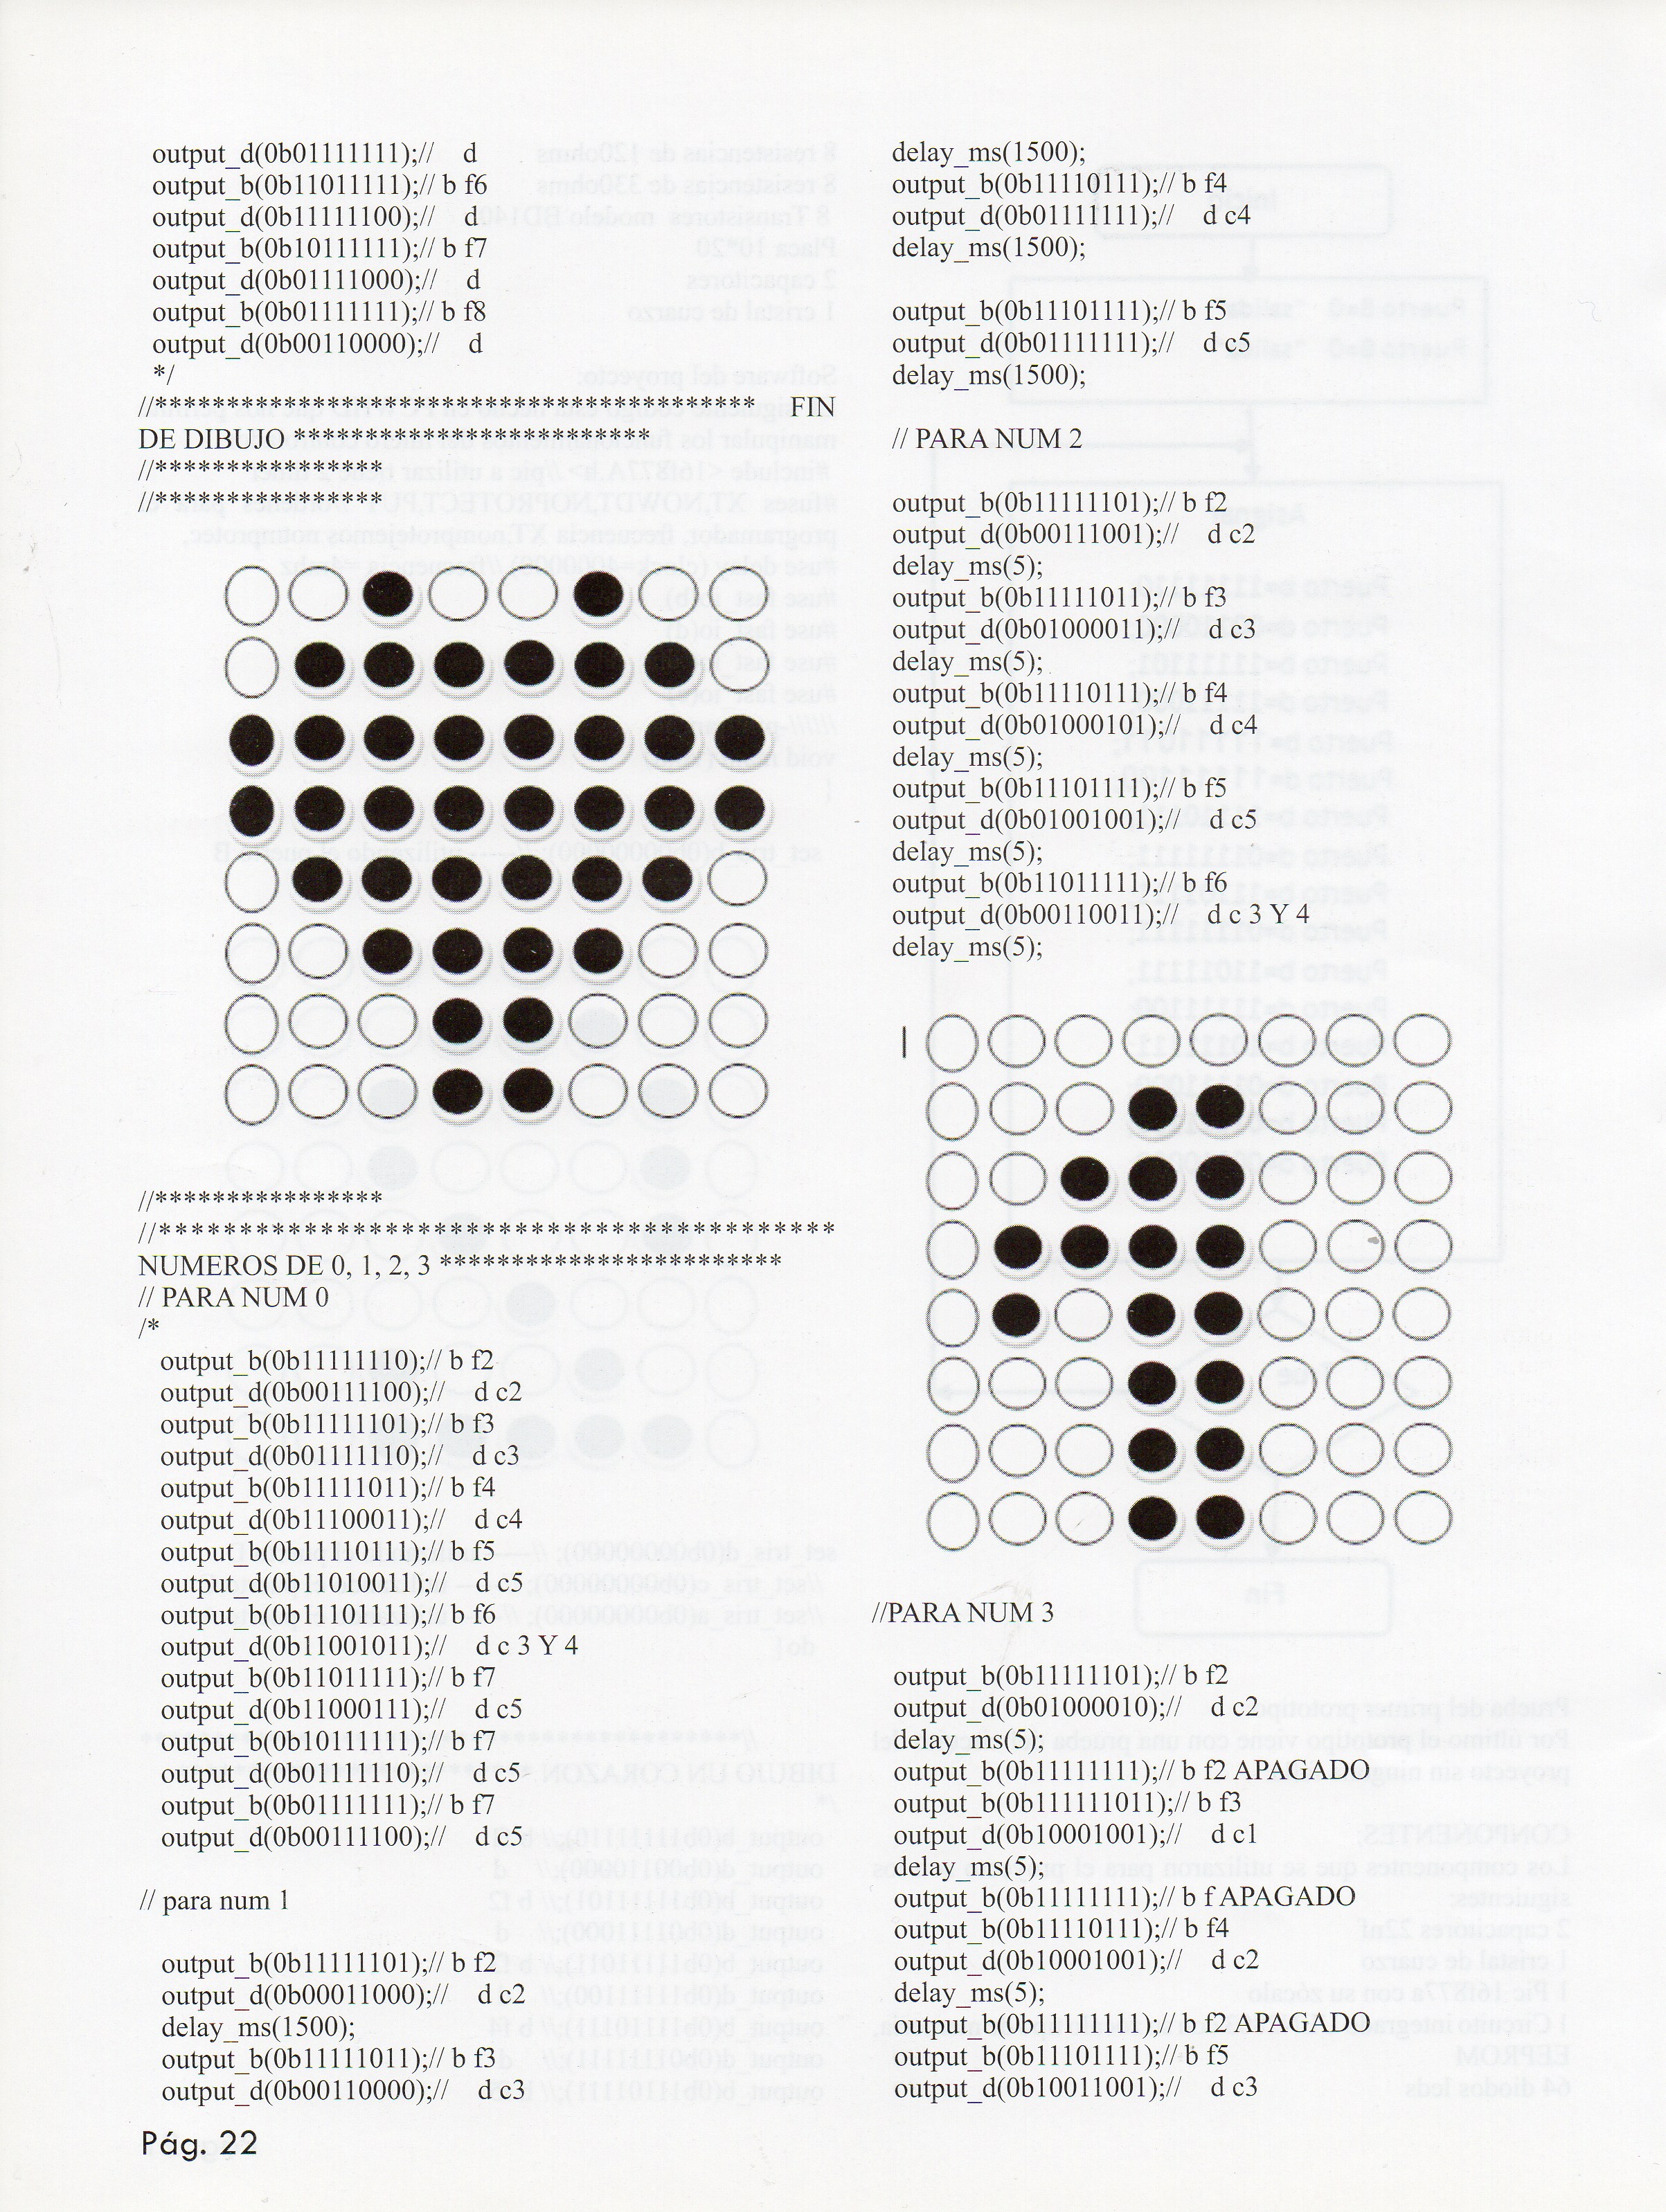 output_d(0b01111111);// d
output_b(0b11011111);// b f6
output_d(0b11111100);// d
output_b(0b10111111);// b f7
output_d(0b01111000);// d
output_b(0b01111111);// b f8
output_d(0b00110000);// d
*/
//****************************************** FIN
DE DIBUJO *************************
//****************
//****************
//****************
//******************************************
NUMEROS DE 0, 1, 2, 3 ************************
// PARA NUM 0
/*
output_b(0b11111110);// b f2
output_d(0b00111100);// d c2
output_b(0b11111101);// b f3
output_d(0b01111110);// d c3
output_b(0b11111011);// b f4
output_d(0b11100011);// d c4
output_b(0b11110111);// b f5
output_d(0b11010011);// d c5
output_b(0b11101111);// b f6
output_d(0b11001011);// d c 3 Y 4
output_b(0b11011111);// b f7
output_d(0b11000111);// d c5
output_b(0b10111111);// b f7
output_d(0b01111110);// d c5
output_b(0b01111111);// b f7
output_d(0b00111100);// d c5
// para num 1
output_b(0b11111101);// b f2
output_d(0b00011000);// d c2
delay_ms(1500);
output_b(0b11111011);// b f3
output_d(0b00110000);// d c3
delay_ms(1500);
output_b(0b11110111);// b f4
output_d(0b01111111);// d c4
delay_ms(1500);
output_b(0b11101111);// b f5
output_d(0b01111111);// d c5
delay_ms(1500);
// PARA NUM 2
output_b(0b11111101);// b f2
output_d(0b00111001);// d c2
delay_ms(5);
output_b(0b11111011);// b f3
output_d(0b01000011);// d c3
delay_ms(5);
output_b(0b11110111);// b f4
output_d(0b01000101);// d c4
delay_ms(5);
output_b(0b11101111);// b f5
output_d(0b01001001);// d c5
delay_ms(5);
output_b(0b11011111);// b f6
output_d(0b00110011);// d c 3 Y 4
delay_ms(5);
//PARA NUM 3
output_b(0b11111101);// b f2
output_d(0b01000010);// d c2
delay_ms(5);
output_b(0b11111111);// b f2 APAGADO
output_b(0b111111011);// b f3
output_d(0b10001001);// d c1
delay_ms(5);
output_b(0b11111111);// b f APAGADO
output_b(0b11110111);// b f4
output_d(0b10001001);// d c2
delay_ms(5);
output_b(0b11111111);// b f2 APAGADO
output_b(0b11101111);// b f5
output_d(0b10011001);// d c3
Pág. 22